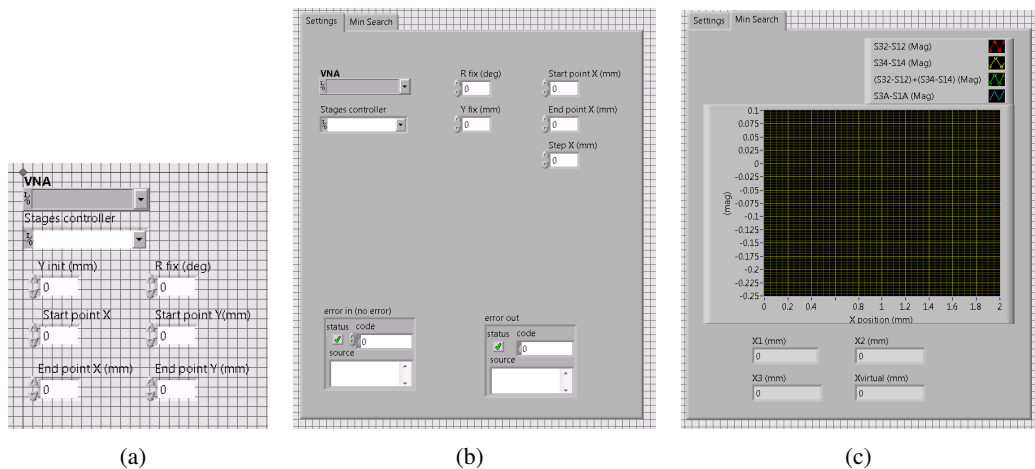 VNA
Stages controller
Y init (mm) R fix (deg)
0 0
Start point X Start point Y(mm)
0 0
End point X (mm) End point Y (mm)
0 0
(a)
Settings Min Search
VNA R fix (deg) Start point X (mm)
0 0
Stages controller Y fix (mm) End point X (mm)
0 0
Step X (mm)
0
error in (no error) error out
status code status code
0 0
source source
(b)
Settings Min Search
S32-S12 (Mag)
S34-S14 (Mag)
(S32-S12)+(S34-S14) (Mag)
S3A-S1A (Mag)
(mag)
0.1
0.075
0.05
0.025
0
-0.025
-0.05
-0.075
-0.1
-0.125
-0.15
-0.175
-0.2
-0.225
-0.25
0 0.2 0.4 0.6 0.8 1 1.2 1.4 1.6 1.8 2
X position (mm)
X1 (mm) X2 (mm)
0 0
X3 (mm) Xvirtual (mm)
0 0
(c)